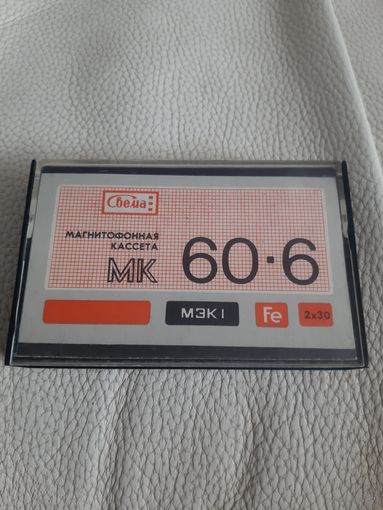 Свема
МАГНИТОФОННАЯ
КАССЕТА
МК 60·6
МЭК I Fe 2x30